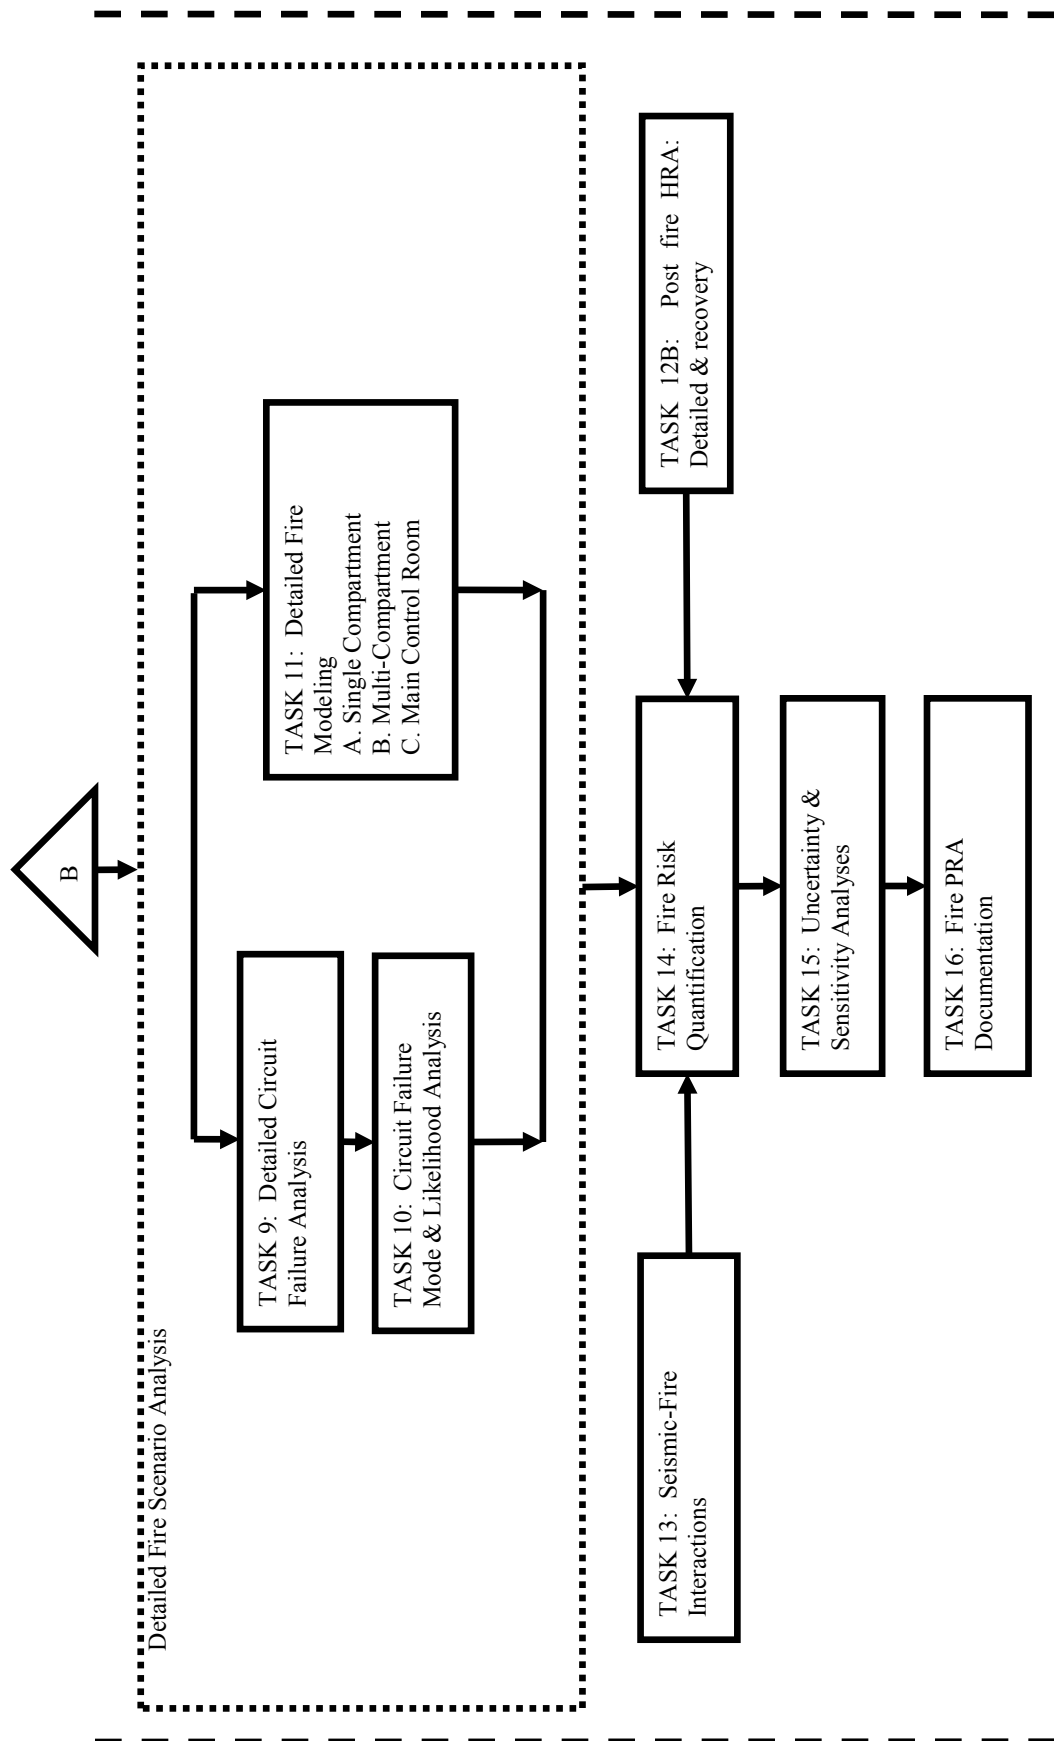 B
Detailed Fire Scenario Analysis
TASK 9: Detailed Circuit
Failure Analysis
TASK 10: Circuit Failure
Mode & Likelihood Analysis
TASK 11: Detailed Fire
Modeling
A. Single Compartment
B. Multi-Compartment
C. Main Control Room
TASK 13: Seismic-Fire
Interactions
TASK 14: Fire Risk
Quantification
TASK 12B: Post fire HRA:
Detailed & recovery
TASK 15: Uncertainty &
Sensitivity Analyses
TASK 16: Fire PRA
Documentation